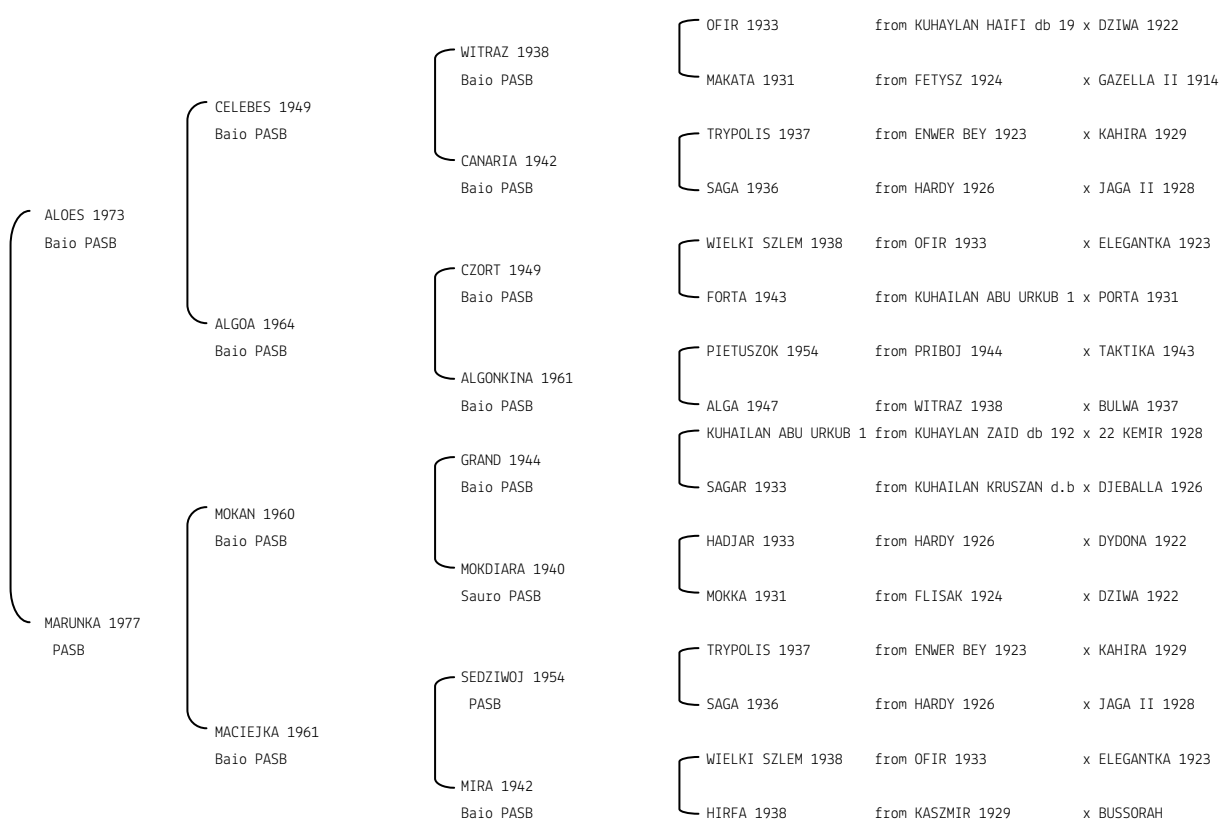 OFIR 1933 from KUHAYLAN HAIFI db 19 x DZIWA 1922
WITRAZ 1938
Baio PASB
MAKATA 1931 from FETYSZ 1924 x GAZELLA II 1914
CELEBES 1949
Baio PASB
TRYPOLIS 1937 from ENWER BEY 1923 x KAHIRA 1929
CANARIA 1942
Baio PASB
SAGA 1936 from HARDY 1926 x JAGA II 1928
ALOES 1973
Baio PASB
WIELKI SZLEM 1938 from OFIR 1933 x ELEGANTKA 1923
CZORT 1949
Baio PASB
FORTA 1943 from KUHAILAN ABU URKUB 1 x PORTA 1931
ALGOA 1964
Baio PASB
PIETUSZOK 1954 from PRIBOJ 1944 x TAKTIKA 1943
ALGONKINA 1961
Baio PASB
ALGA 1947 from WITRAZ 1938 x BULWA 1937
KUHAILAN ABU URKUB 1 from KUHAYLAN ZAID db 192 x 22 KEMIR 1928
GRAND 1944
Baio PASB
SAGAR 1933 from KUHAILAN KRUSZAN d.b x DJEBALLA 1926
MOKAN 1960
Baio PASB
HADJAR 1933 from HARDY 1926 x DYDONA 1922
MOKDIARA 1940
Sauro PASB
MOKKA 1931 from FLISAK 1924 x DZIWA 1922
MARUNKA 1977
PASB
TRYPOLIS 1937 from ENWER BEY 1923 x KAHIRA 1929
SEDZIWOJ 1954
PASB
SAGA 1936 from HARDY 1926 x JAGA II 1928
MACIEJKA 1961
Baio PASB
WIELKI SZLEM 1938 from OFIR 1933 x ELEGANTKA 1923
MIRA 1942
Baio PASB
HIRFA 1938 from KASZMIR 1929 x BUSSORAH